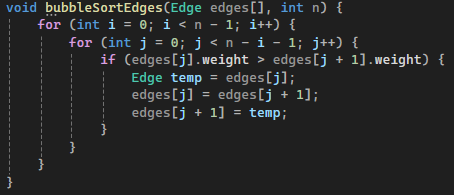 void bubbleSortEdges(Edge edges[], int n) {
    for (int i = 0; i < n - 1; i++) {
        for (int j = 0; j < n - i - 1; j++) {
            if (edges[j].weight > edges[j + 1].weight) {
                Edge temp = edges[j];
                edges[j] = edges[j + 1];
                edges[j + 1] = temp;
            }
        }
    }
}